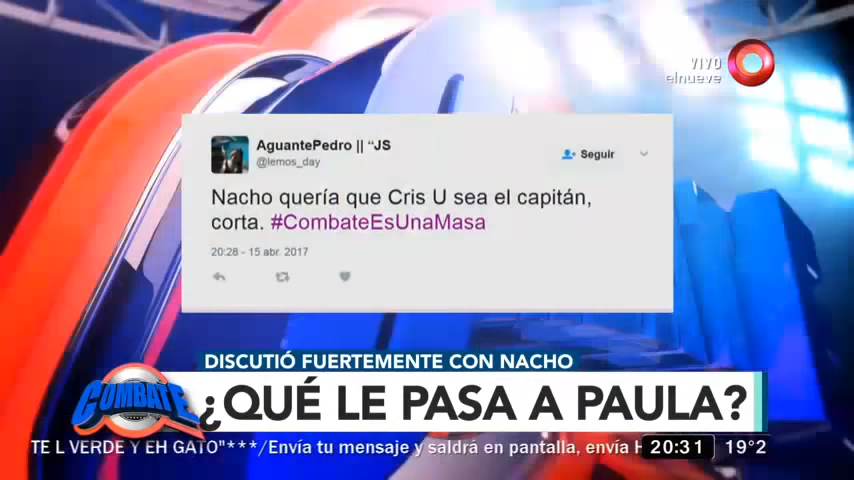 VIVO
elnueve
AguantePedro || “JS
@lemos_day
Seguir
Nacho quería que Cris U sea el capitán,
corta. #CombateEsUnaMasa
20:28 - 15 abr. 2017
DISCUTIÓ FUERTEMENTE CON NACHO
COMBATE
¿QUÉ LE PASA A PAULA?
TE L VERDE Y EH GATO"***/Envía tu mensaje y saldrá en pantalla, envía H
20:31 19°2